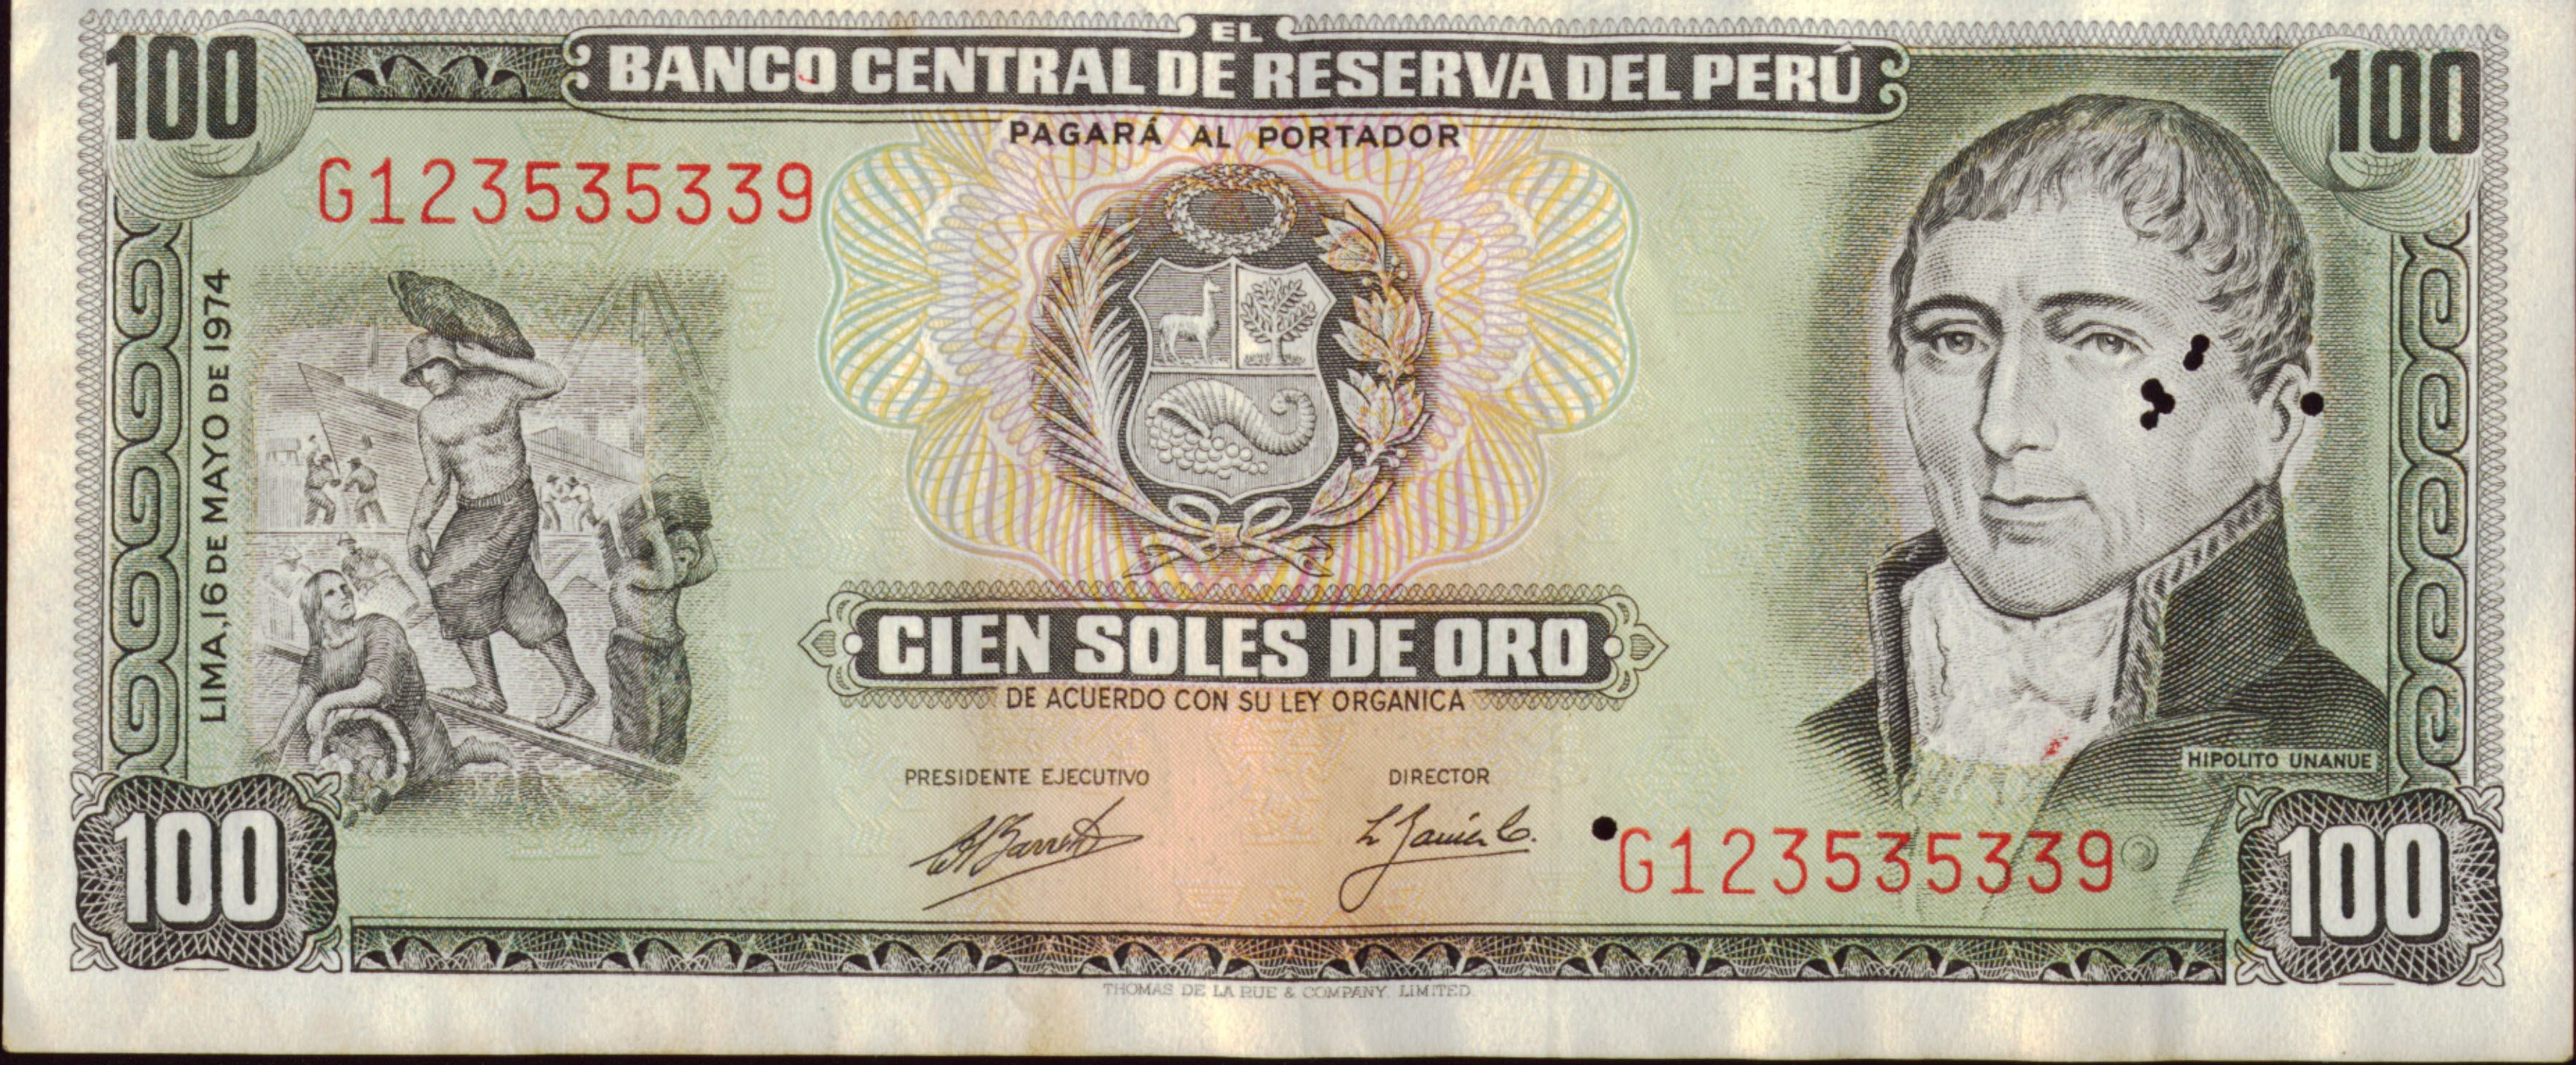 EL
BANCO CENTRAL DE RESERVA DEL PERÚ
100
100
PAGARÁ AL PORTADOR
G123535339
LIMA, 16 DE MAYO DE 1974
CIEN SOLES DE ORO
DE ACUERDO CON SU LEY ORGANICA
HIPOLITO UNANUE
PRESIDENTE EJECUTIVO
DIRECTOR
G123535339
100
100
THOMAS DE LA RUE & COMPANY, LIMITED